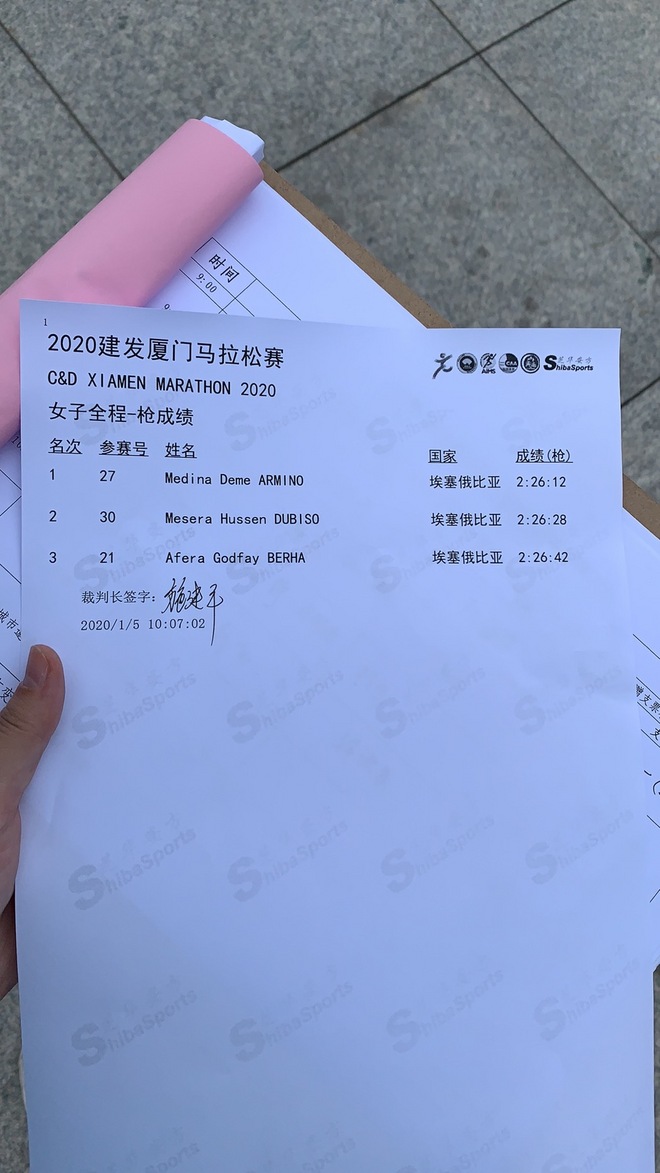 时间
9:00
1
2020建发厦门马拉松赛
C&D XIAMEN MARATHON 2020
芝华安方
ShibaSports
女子全程-枪成绩
名次 参赛号 姓名 国家 成绩(枪)
1 27 Medina Deme ARMINO 埃塞俄比亚 2:26:12
2 30 Mesera Hussen DUBISO 埃塞俄比亚 2:26:28
3 21 Afera Godfay BERHA 埃塞俄比亚 2:26:42
裁判长签字:
2020/1/5 10:07:02